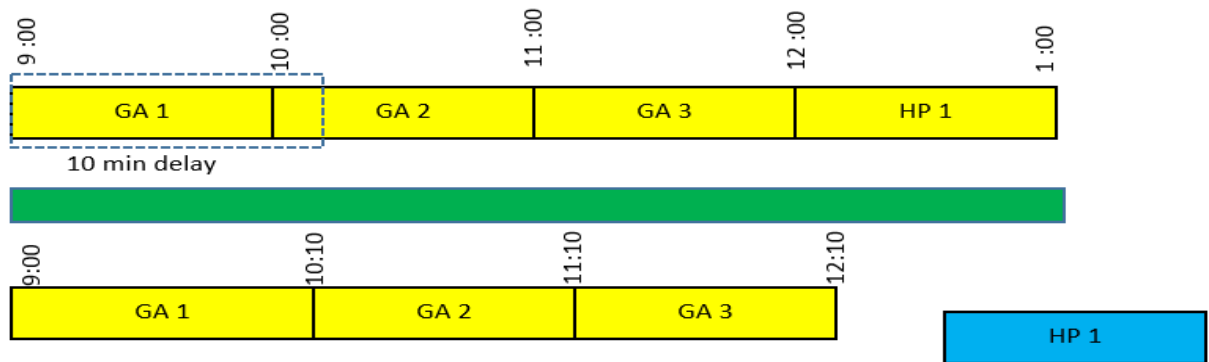 9 :00
10 :00
11 :00
12 :00
1 :00
GA 1
GA 2
GA 3
HP 1
10 min delay
9:00
10:10
11:10
12:10
GA 1
GA 2
GA 3
HP 1